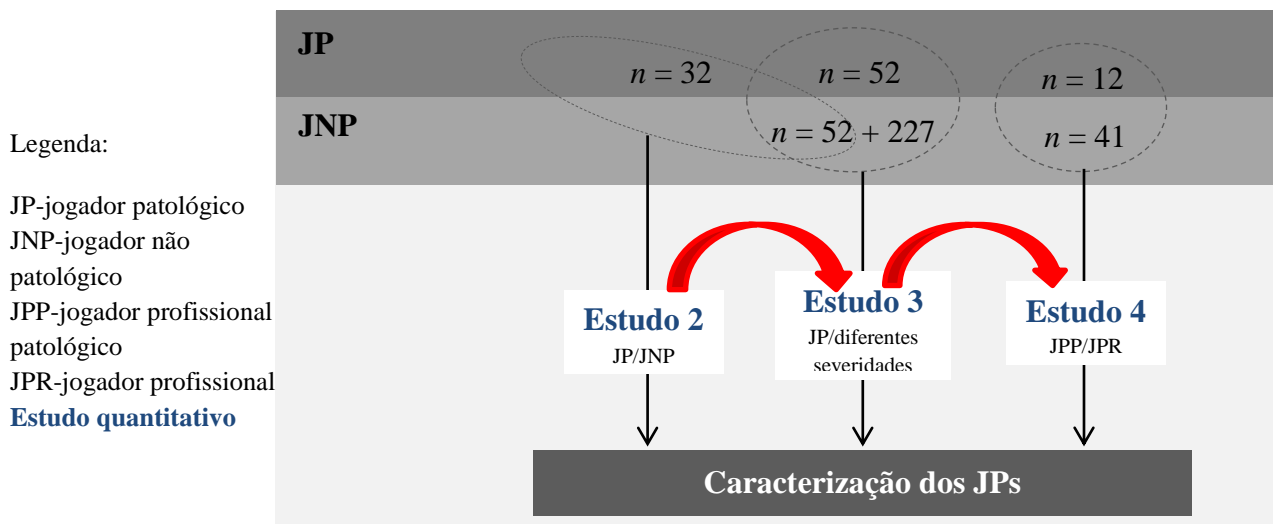 JP
n = 32
n = 52
n = 12
JNP
n = 52 + 227
n = 41
Legenda:
JP-jogador patológico
JNP-jogador não
patológico
JPP-jogador profissional
patológico
JPR-jogador profissional
Estudo quantitativo
Estudo 2
JP/JNP
Estudo 3
JP/diferentes
severidades
Estudo 4
JPP/JPR
Caracterização dos JPs